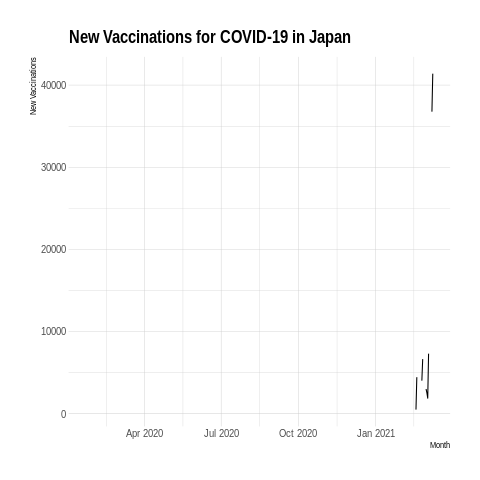 New Vaccinations for COVID-19 in Japan
New Vaccinations
40000
30000
20000
10000
0
Apr 2020 Jul 2020 Oct 2020 Jan 2021
Month